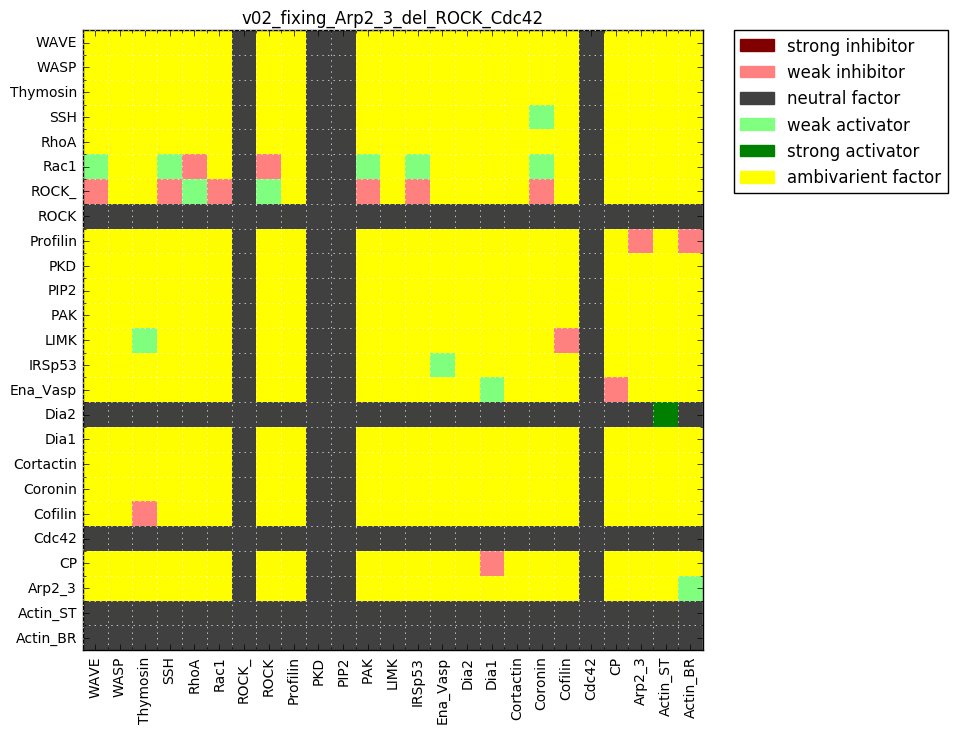 v02_fixing_Arp2_3_del_ROCK_Cdc42
WAVE
WASP
Thymosin
SSH
RhoA
Rac1
ROCK_
ROCK
Profilin
PKD
PIP2
PAK
LIMK
IRSp53
Ena_Vasp
Dia2
Dia1
Cortactin
Coronin
Cofilin
Cdc42
CP
Arp2_3
Actin_ST
Actin_BR
WAVE
WASP
Thymosin
SSH
RhoA
Rac1
ROCK_
ROCK
Profilin
PKD
PIP2
PAK
LIMK
IRSp53
Ena_Vasp
Dia2
Dia1
Cortactin
Coronin
Cofilin
Cdc42
CP
Arp2_3
Actin_ST
Actin_BR
strong inhibitor
weak inhibitor
neutral factor
weak activator
strong activator
ambivarient factor